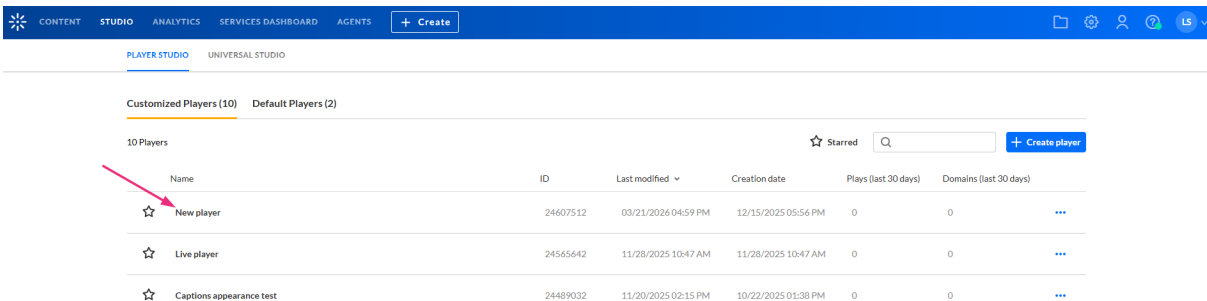 CONTENT STUDIO ANALYTICS SERVICES DASHBOARD AGENTS + Create LS
PLAYER STUDIO UNIVERSAL STUDIO
Customized Players (10) Default Players (2)
10 Players Starred + Create player
Name ID Last modified Creation date Plays (last 30 days) Domains (last 30 days)
New player 24607512 03/21/2026 04:59 PM 12/15/2025 05:56 PM 0 0
Live player 24565642 11/28/2025 10:47 AM 11/28/2025 10:47 AM 0 0
Captions appearance test 24489032 11/20/2025 02:15 PM 10/22/2025 01:38 PM 0 0